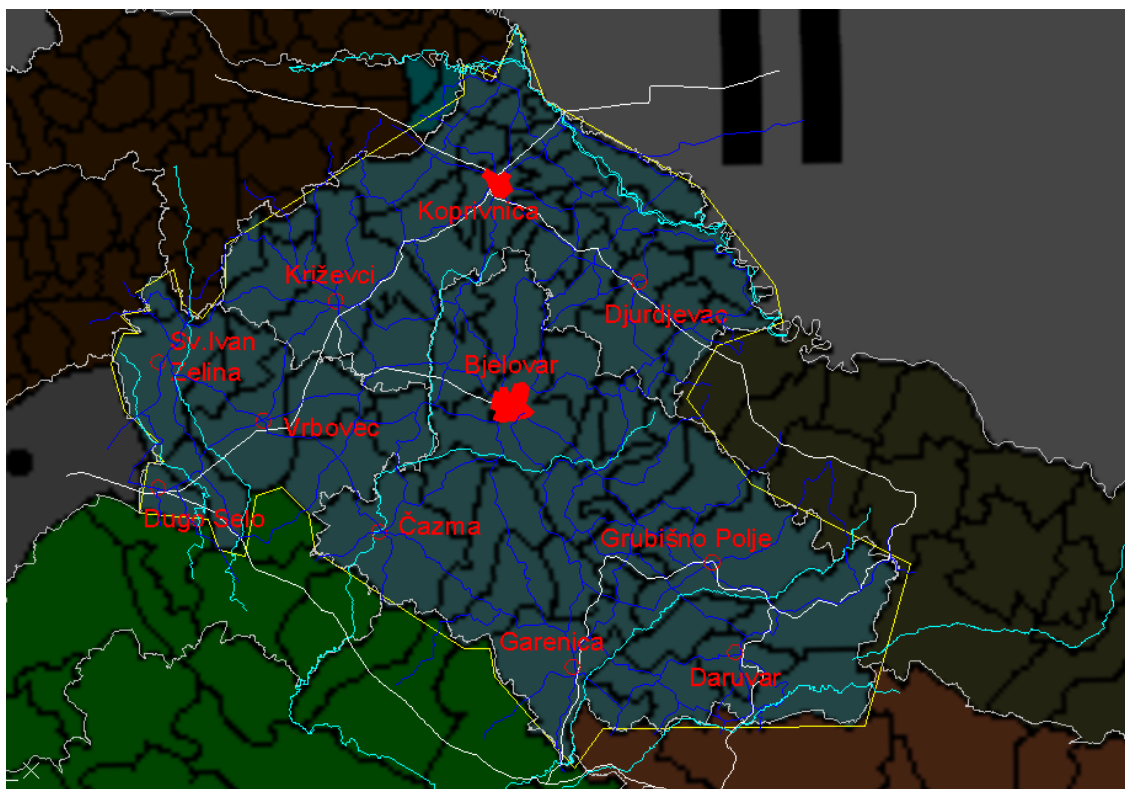 Koprivnica
Križevci
Djurdjevac
Sv.Ivan
Zelina
Bjelovar
Vrbovec
Dugo Selo
Čazma
Grubišno Polje
Garenica
Daruvar